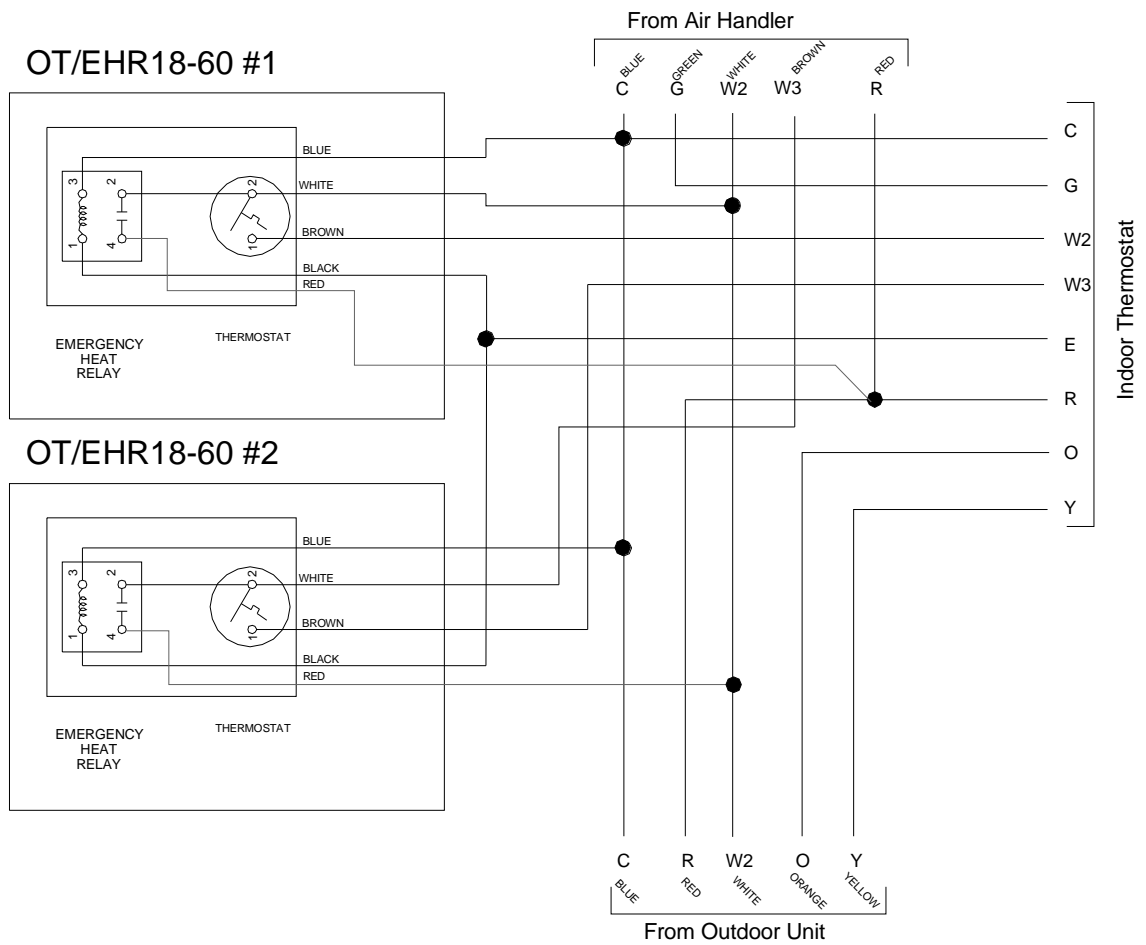 From Air Handler
BLUE
GREEN
WHITE
BROWN
RED
C G W2 W3 R
OT/EHR18-60 #1
3 2
1 4
2
1
BLUE
WHITE
BROWN
BLACK
RED
EMERGENCY
HEAT
RELAY
THERMOSTAT
C
G
W2
W3
E
R
O
Y
Indoor Thermostat
OT/EHR18-60 #2
3 2
1 4
2
1
BLUE
WHITE
BROWN
BLACK
RED
EMERGENCY
HEAT
RELAY
THERMOSTAT
C R W2 O Y
BLUE
RED
WHITE
ORANGE
YELLOW
From Outdoor Unit